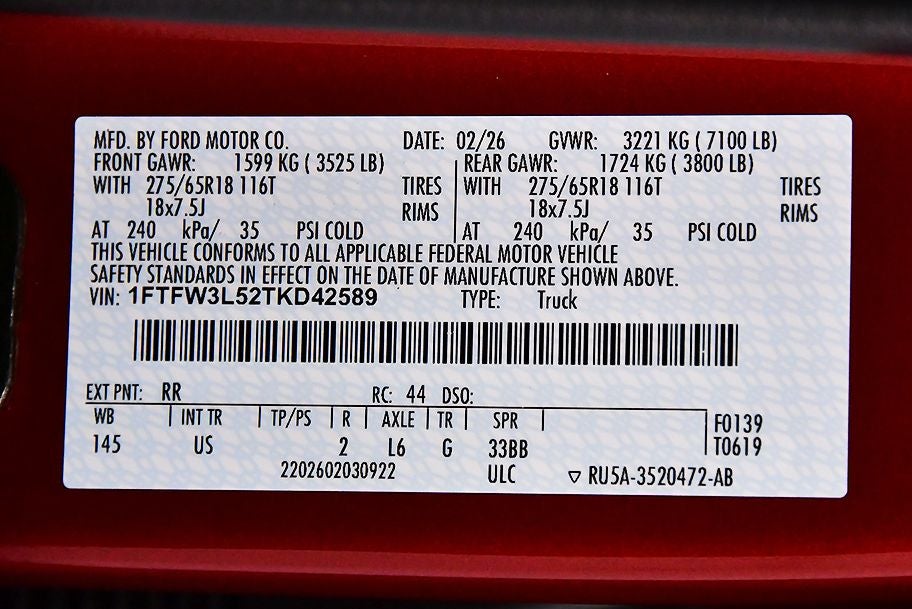 MFD. BY FORD MOTOR CO. DATE: 02/26 GVWR: 3221 KG ( 7100 LB)
FRONT GAWR: 1599 KG ( 3525 LB) REAR GAWR: 1724 KG ( 3800 LB)
WITH 275/65R18 116T TIRES WITH 275/65R18 116T TIRES
18x7.5J RIMS 18x7.5J RIMS
AT 240 kPa/ 35 PSI COLD AT 240 kPa/ 35 PSI COLD
THIS VEHICLE CONFORMS TO ALL APPLICABLE FEDERAL MOTOR VEHICLE
SAFETY STANDARDS IN EFFECT ON THE DATE OF MANUFACTURE SHOWN ABOVE.
VIN: 1FTFW3L52TKD42589 TYPE: Truck
EXT PNT: RR RC: 44 DSO:
WB INT TR TP/PS R AXLE TR SPR F0139
145 US 2 L6 G 33BB T0619
2202602030922 ULC ▽ RU5A-3520472-AB